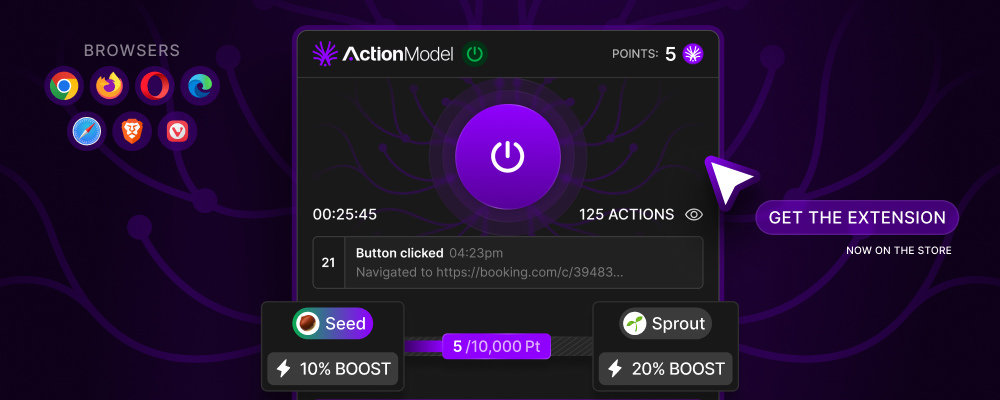 BROWSERS
ActionModel
POINTS: 5
00:25:45
125 ACTIONS
21
Button clicked 04:23pm
Navigated to https://booking.com/c/39483...
GET THE EXTENSION
NOW ON THE STORE
Seed
10% BOOST
5/10,000 Pt
Sprout
20% BOOST